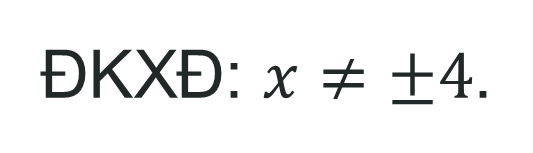 ĐKXĐ: x ≠ ±4.